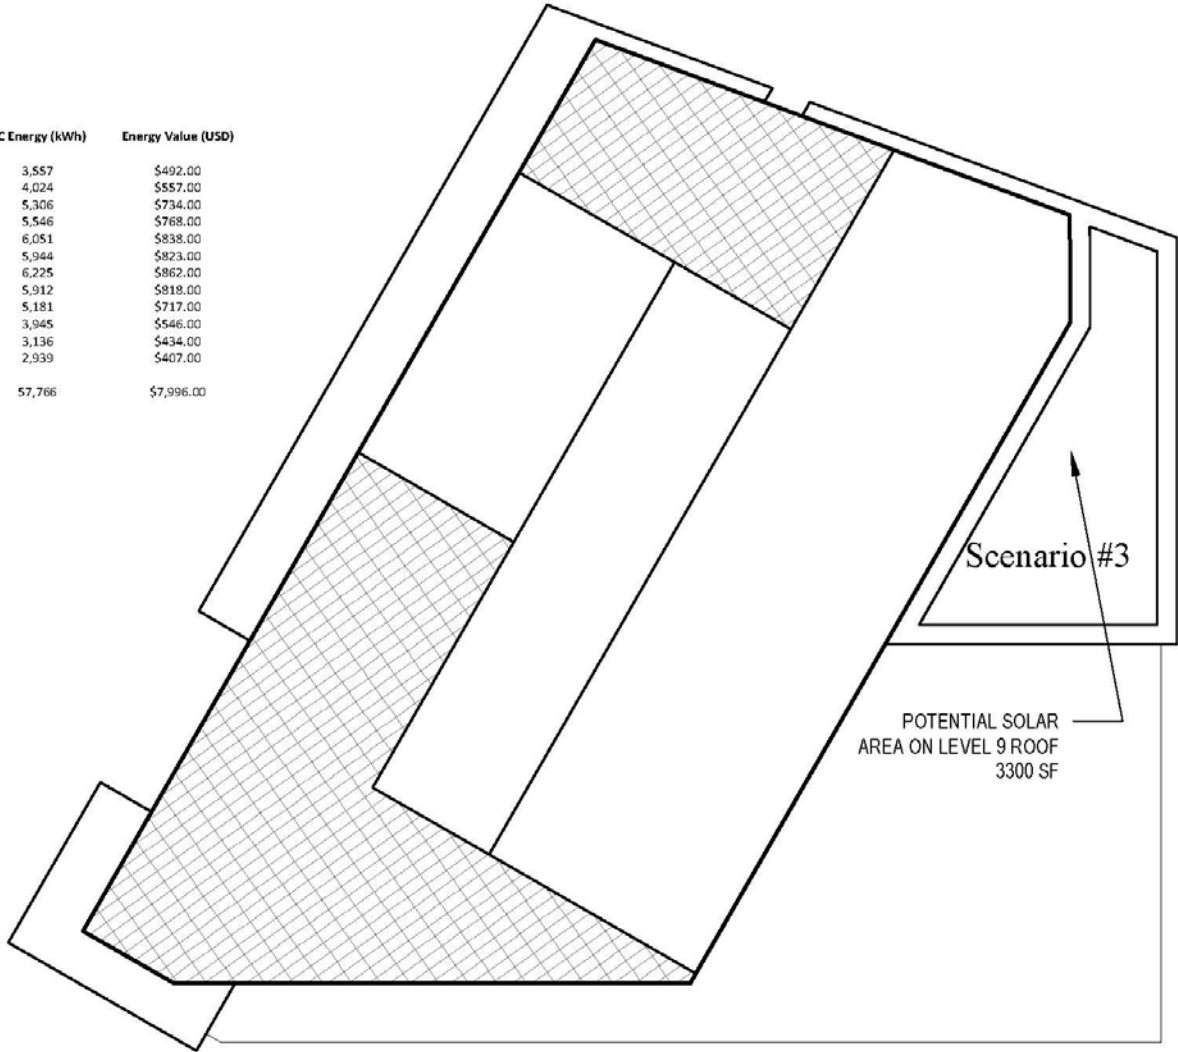 C Energy (kWh) Energy Value (USD)
3,557 $492.00
4,024 $557.00
5,306 $734.00
5,546 $768.00
6,051 $838.00
5,944 $823.00
6,225 $862.00
5,912 $818.00
5,181 $717.00
3,945 $546.00
3,136 $434.00
2,939 $407.00
57,766 $7,996.00
Scenario #3
POTENTIAL SOLAR
AREA ON LEVEL 9 ROOF
3300 SF